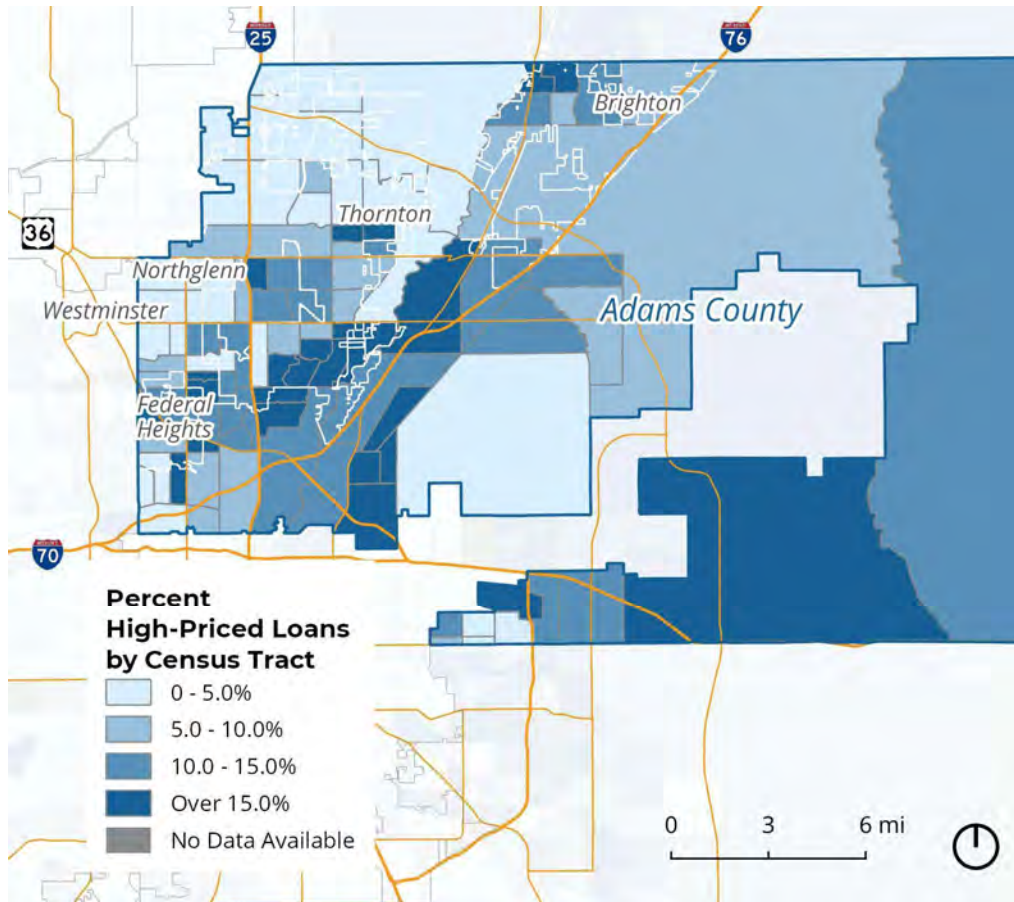 25
76
Brighton
Thornton
36
Northglenn
Westminster
Adams County
Federal
Heights
70
Percent
High-Priced Loans
by Census Tract
0 - 5.0%
5.0 - 10.0%
10.0 - 15.0%
Over 15.0%
No Data Available
0 3 6 mi